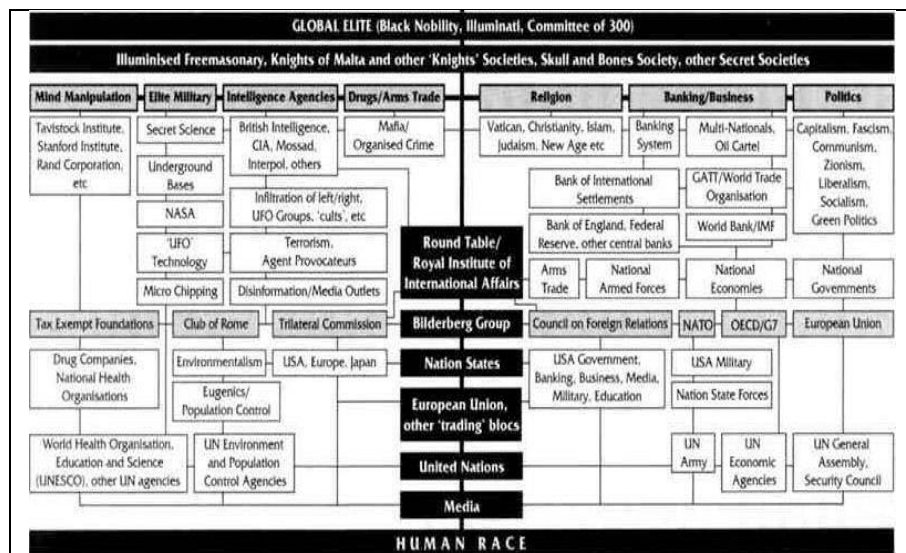 GLOBAL ELITE (Black Nobility, Illuminati, Committee of 300)
Illuminised Freemasonary, Knights of Malta and other 'Knights' Societies, Skull and Bones Society, other Secret Societies
Mind Manipulation
Elite Military
Intelligence Agencies
Drugs/Arms Trade
Religion
Banking/Business
Politics
Tavistock Institute,
Stanford Institute,
Rand Corporation,
etc
Secret Science
Underground
Bases
NASA
'UFO'
Technology
Micro Chipping
British Intelligence,
CIA, Mossad,
Interpol, others
Infiltration of left/right,
UFO Groups, 'cults', etc
Terrorism,
Agent Provocateurs
Disinformation/Media Outlets
Mafia/
Organised Crime
Vatican, Christianity, Islam,
Judaism, New Age etc
Banking
System
Multi-Nationals,
Oil Cartel
Capitalism, Fascism,
Communism,
Zionism,
Liberalism,
Socialism,
Green Politics
Bank of International
Settlements
GATT/World Trade
Organisation
Bank of England, Federal
Reserve, other central banks
World Bank/IMF
Round Table/
Royal Institute of
International Affairs
Arms
Trade
National
Armed Forces
National
Economies
National
Governments
Tax Exempt Foundations
Club of Rome
Trilateral Commission
Bilderberg Group
Council on Foreign Relations
NATO
OECD/G7
European Union
Drug Companies,
National Health
Organisations
Environmentalism
USA, Europe, Japan
Nation States
USA Government,
Banking, Business, Media,
Military, Education
USA Military
Eugenics/
Population Control
European Union,
other 'trading' blocs
Nation State Forces
World Health Organisation,
Education and Science
(UNESCO), other UN agencies
UN Environment
and Population
Control Agencies
United Nations
UN
Army
UN
Economic
Agencies
UN General
Assembly,
Security Council
Media
HUMAN RACE